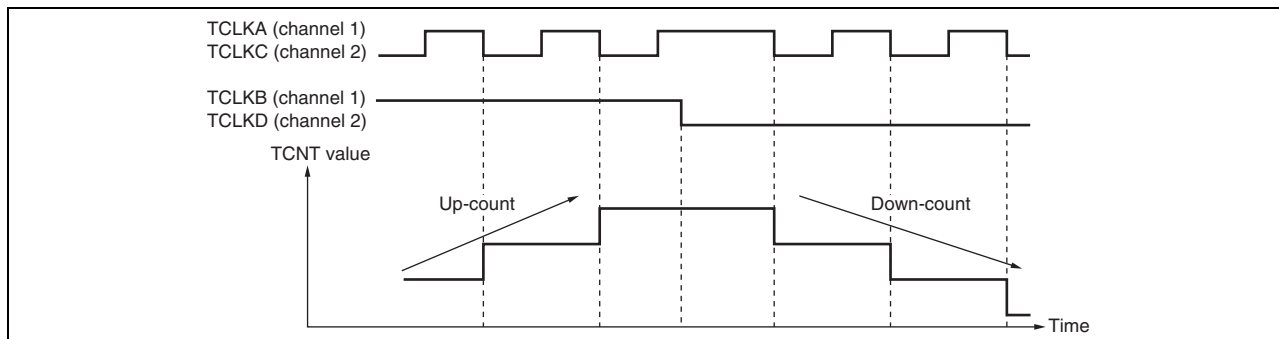 TCLKA (channel 1)
TCLKC (channel 2)
TCLKB (channel 1)
TCLKD (channel 2)
TCNT value
Up-count
Down-count
Time